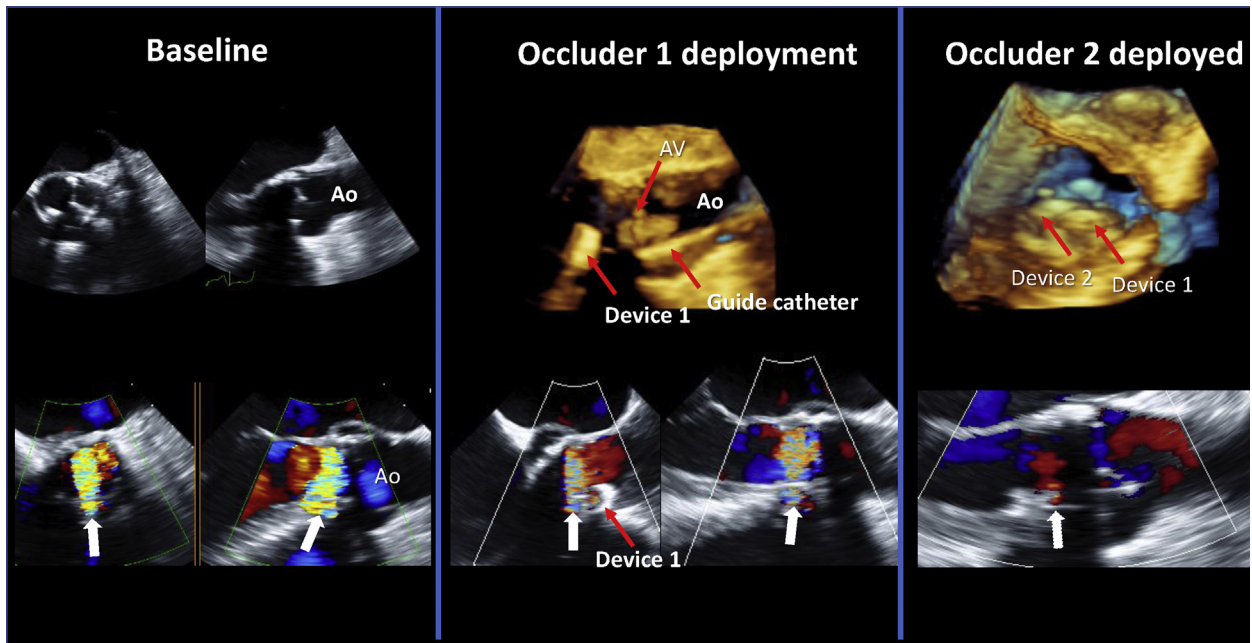 Baseline
Ao
Ao
Occluder 1 deployment
AV
Ao
Guide catheter
Device 1
Device 1
Occluder 2 deployed
Device 2
Device 1